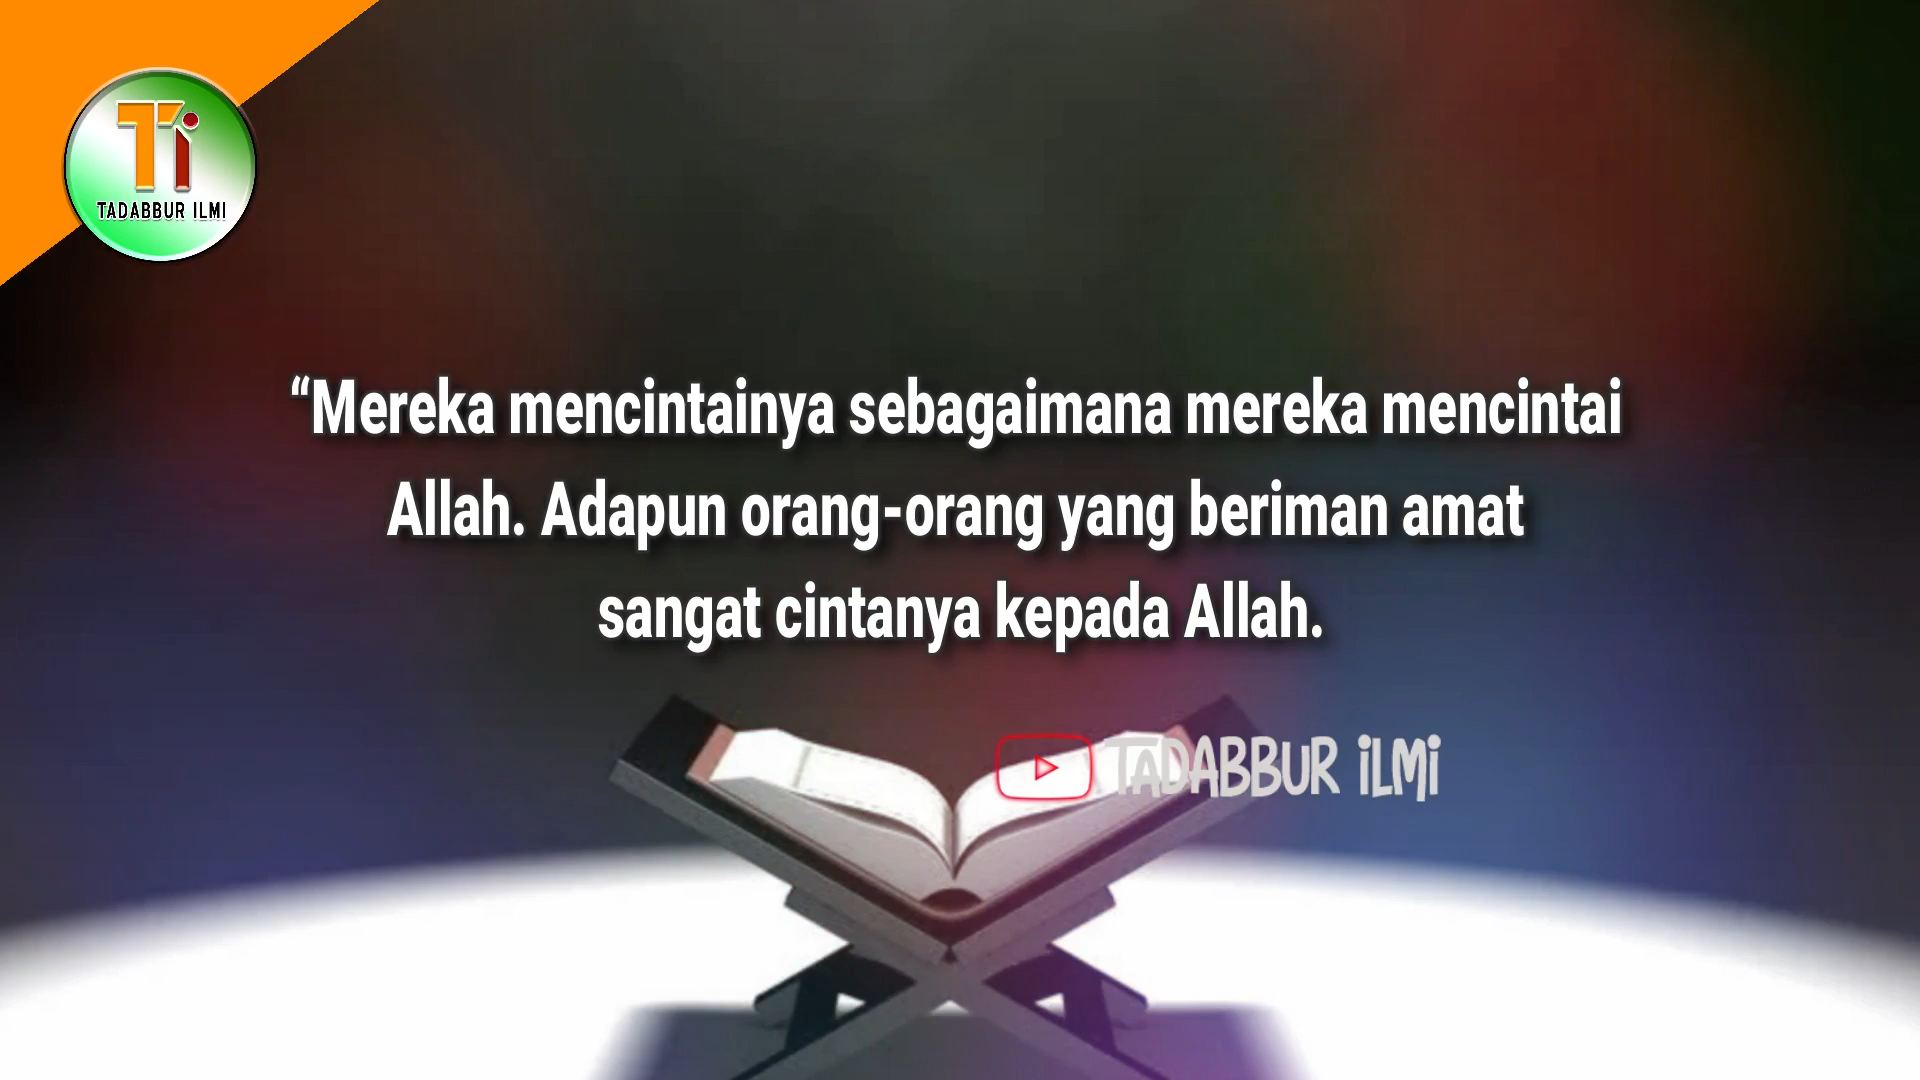 Ti
TADABBUR ILMI
“Mereka mencintainya sebagaimana mereka mencintai
Allah. Adapun orang-orang yang beriman amat
sangat cintanya kepada Allah.
TADABBUR iLMi